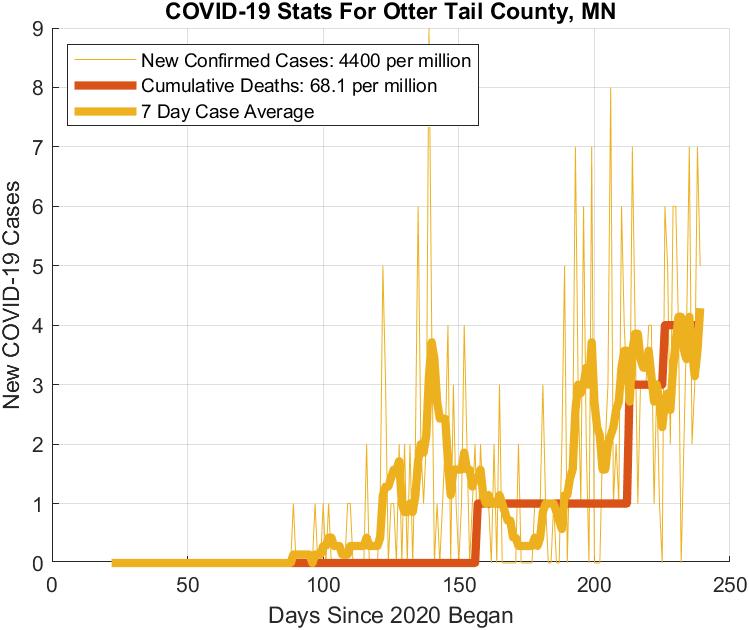 COVID-19 Stats For Otter Tail County, MN
New Confirmed Cases: 4400 per million
Cumulative Deaths: 68.1 per million
7 Day Case Average
New COVID-19 Cases
9
8
7
6
5
4
3
2
1
0
0 50 100 150 200 250
Days Since 2020 Began